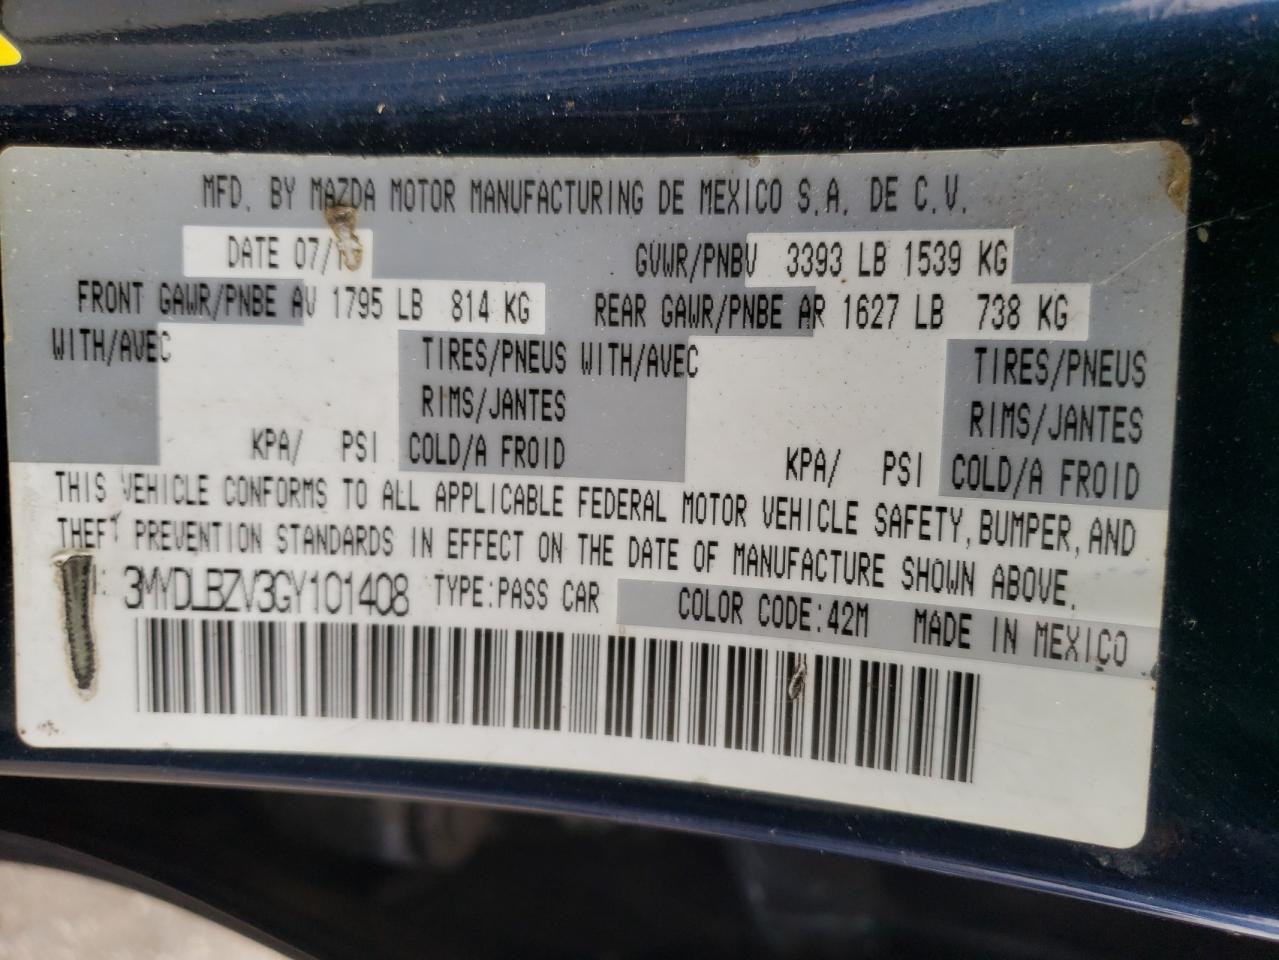 MFD. BY MAZDA MOTOR MANUFACTURING DE MEXICO S.A. DE C.V.
DATE GVWR/PNBV 3393 LB 1539 KG
FRONT GAWR/PNBE AV 1795 LB 814 KG REAR GAWR/PNBE AR 1627 LB 738 KG
WITH/AVEC TIRES/PNEUS WITH/AVEC TIRES/PNEUS
RIMS/JANTES RIMS/JANTES
KPA/ PSI COLD/A FROID KPA/ PSI COLD/A FROID
THIS VEHICLE CONFORMS TO ALL APPLICABLE FEDERAL MOTOR VEHICLE SAFETY, BUMPER, AND
THEFT PREVENTION STANDARDS IN EFFECT ON THE DATE OF MANUFACTURE SHOWN ABOVE.
3MYDLBZV3GY101408 TYPE:PASS CAR COLOR CODE:42M MADE IN MEXICO